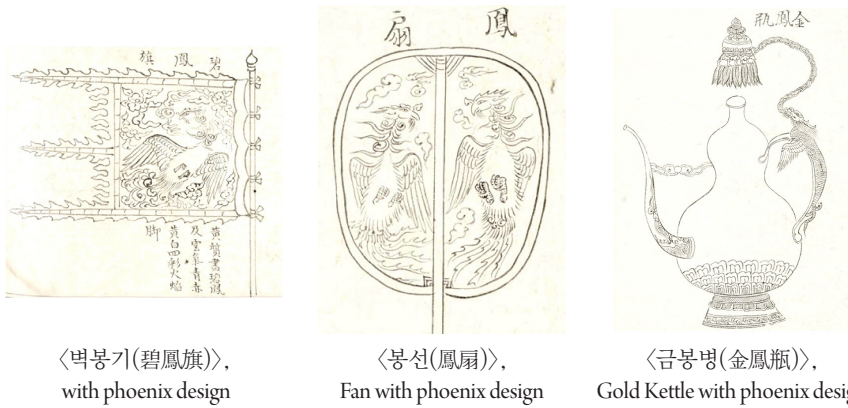 碧鳳旗
黃質畫碧鳳
及雲氣青赤
黃白四彩火焰
脚
鳳扇
金鳳瓶
〈벽봉기(碧鳳旗)〉,
with phoenix design
〈봉선(鳳扇)〉,
Fan with phoenix design
〈금봉병(金鳳瓶)〉,
Gold Kettle with phoenix desig